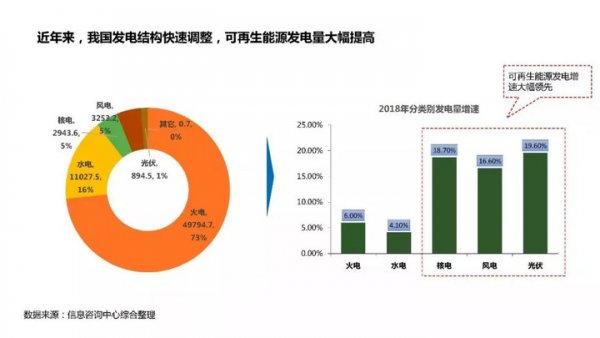 近年来，我国发电结构快速调整，可再生能源发电量大幅提高
风电,
3253.2,
5%
核电,
2943.6,
5%
水电,
11027.5,
16%
其它, 0.7,
0%
光伏,
894.5, 1%
火电,
49794.7,
73%
可再生能源发电增
速大幅领先
2018年分类别发电量增速
25.00%
20.00%
15.00%
10.00%
5.00%
0.00%
6.00%
4.10%
18.70%
16.60%
19.60%
火电
水电
核电
风电
光伏
数据来源：信息咨询中心综合整理